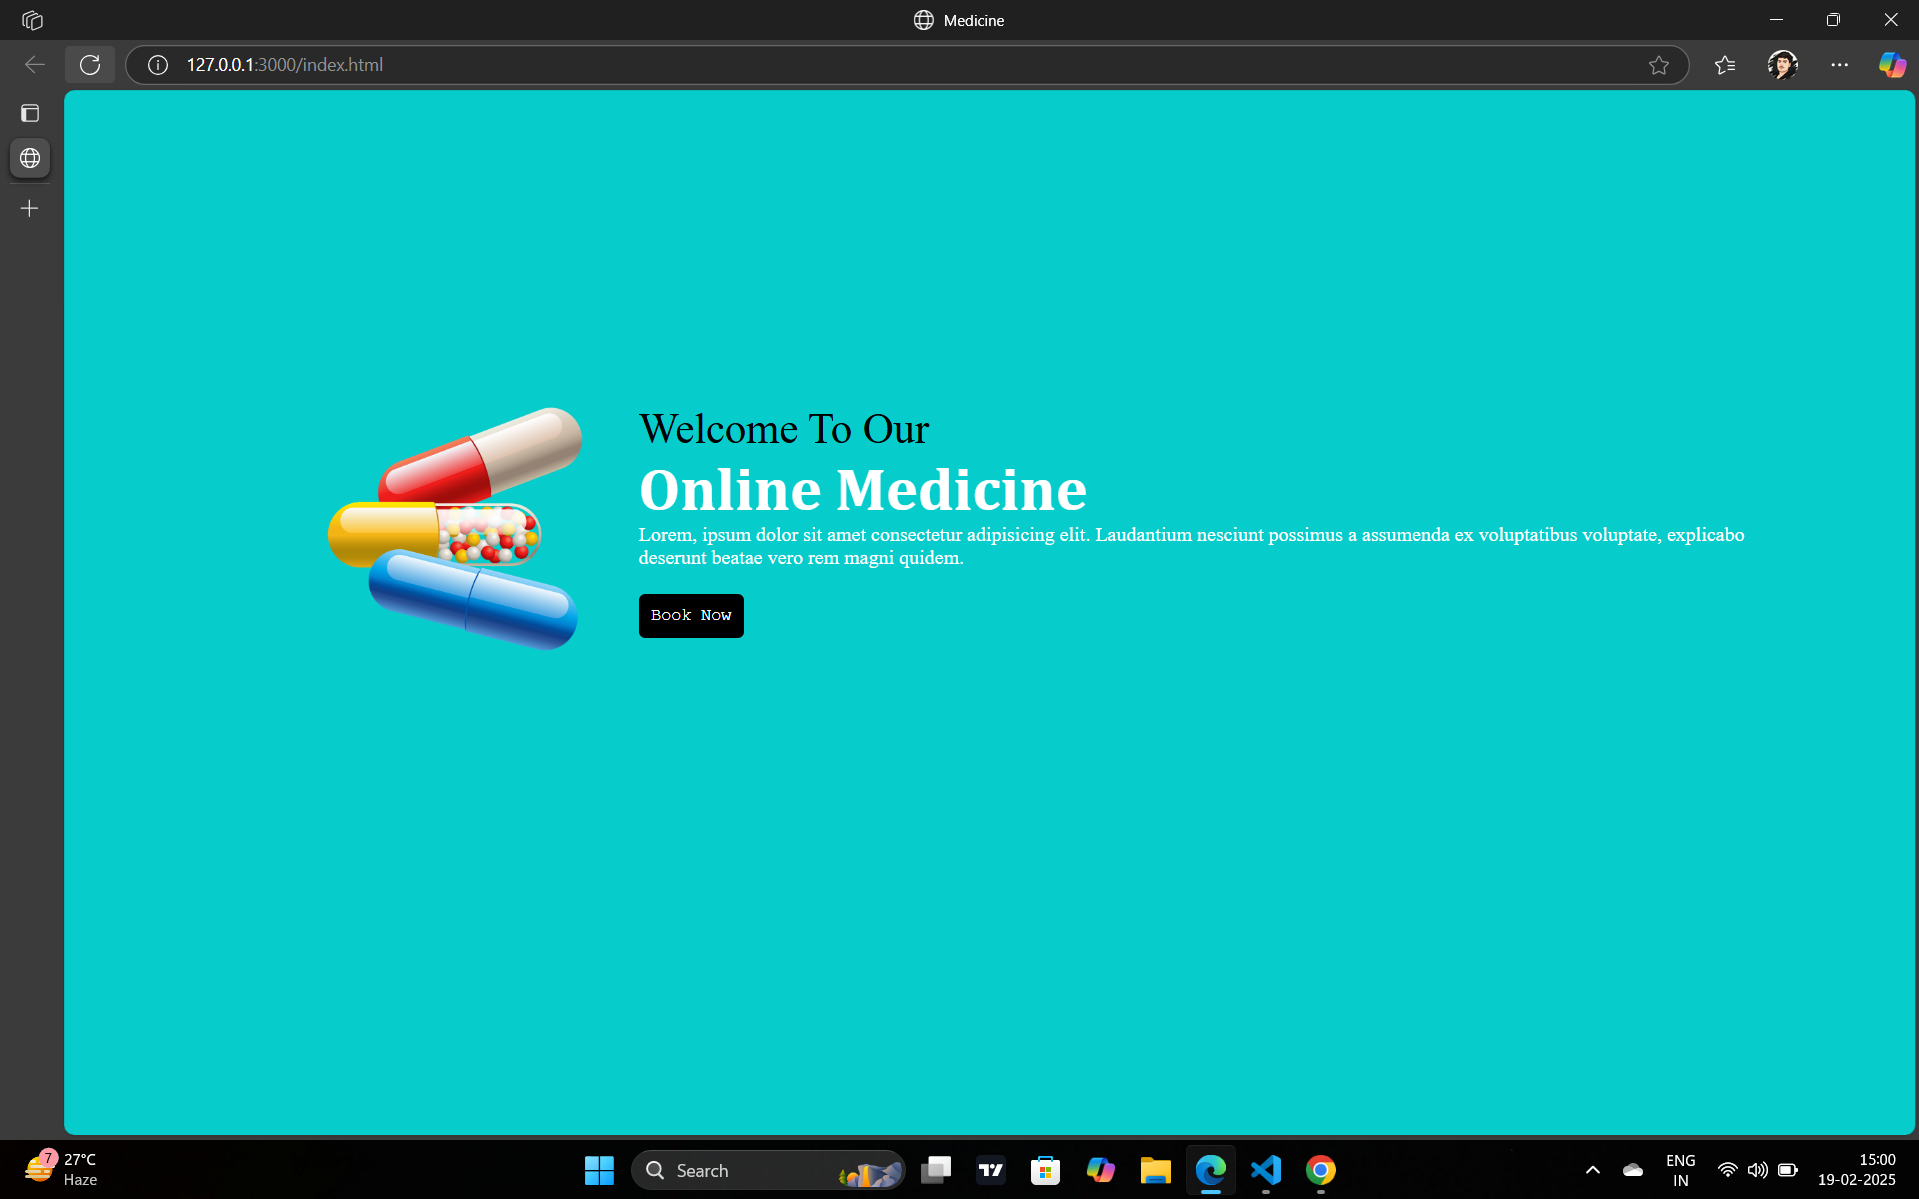 Medicine
127.0.0.1:3000/index.html
Welcome To Our
Online Medicine
Lorem, ipsum dolor sit amet consectetur adipisicing elit. Laudantium nesciunt possimus a assumenda ex voluptatibus voluptate, explicabo
deserunt beatae vero rem magni quidem.
Book Now
7
27°C
Haze
Search
ENG
IN
15:00
19-02-2025